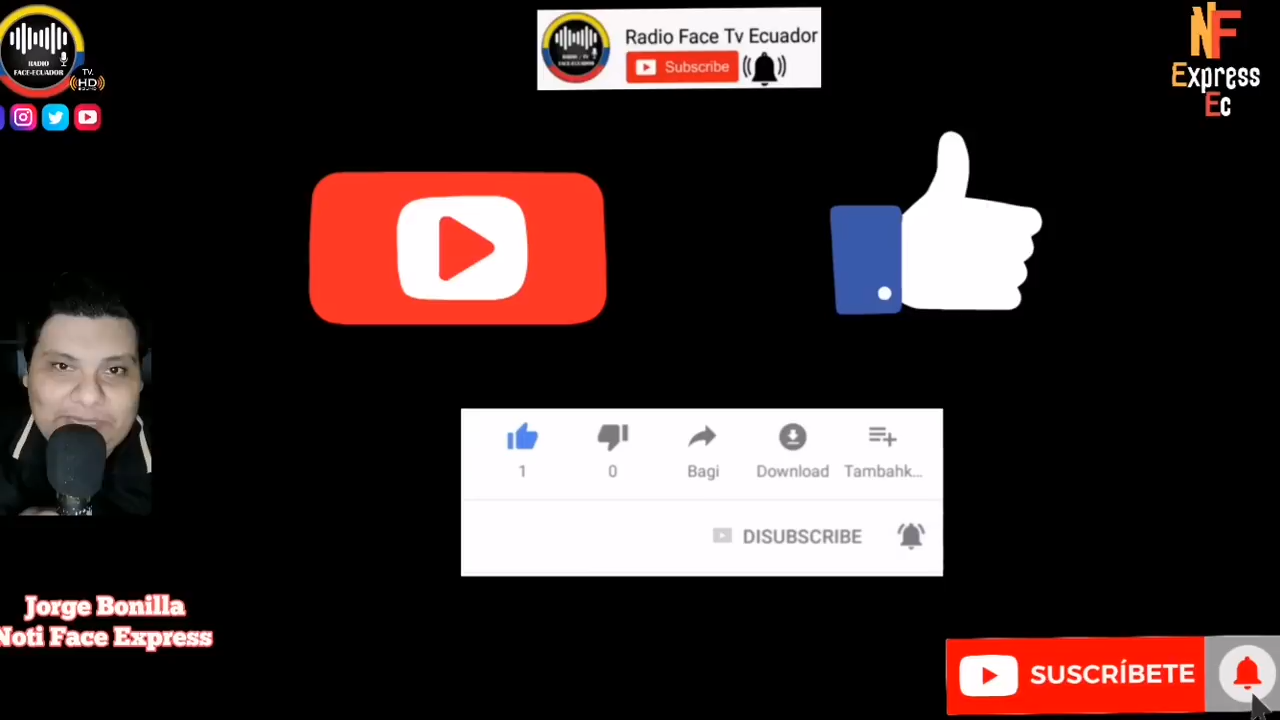 RADIO
FACE-ECUADOR
TV.
HD
Radio Face Tv Ecuador
Subscribe
NF
Express
Ec
1
0
Bagi
Download
Tambahk...
DISUBSCRIBE
Jorge Bonilla
Noti Face Express
SUSCRÍBETE